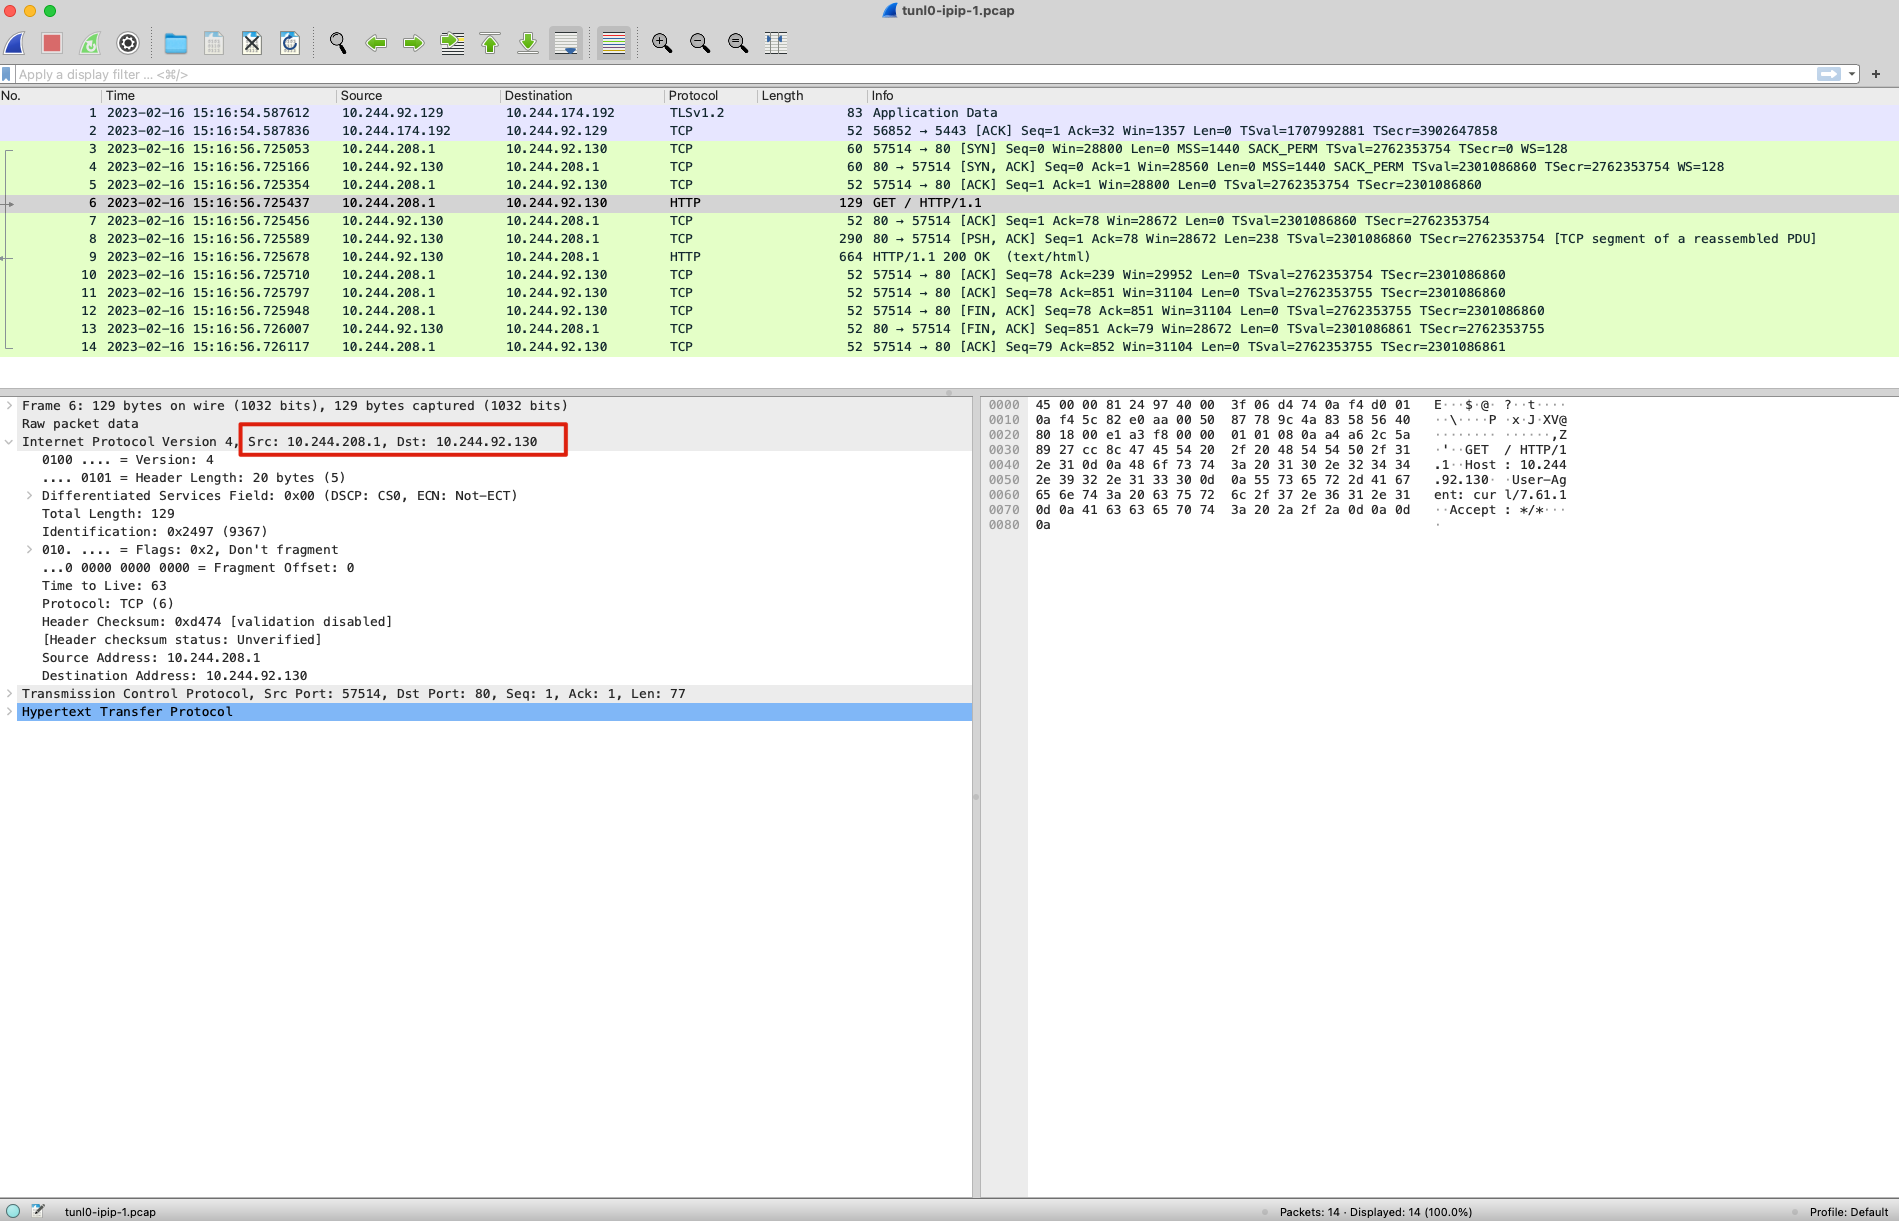 tunl0-ipip-1.pcap
Apply a display filter ... <⌘/>
No. Time Source Destination Protocol Length Info
1 2023-02-16 15:16:54.587612 10.244.92.129 10.244.174.192 TLSv1.2 83 Application Data
2 2023-02-16 15:16:54.587836 10.244.174.192 10.244.92.129 TCP 52 56852 → 5443 [ACK] Seq=1 Ack=32 Win=1357 Len=0 TSval=1707992881 TSecr=3902647858
3 2023-02-16 15:16:56.725053 10.244.208.1 10.244.92.130 TCP 60 57514 → 80 [SYN] Seq=0 Win=28800 Len=0 MSS=1440 SACK_PERM TSval=2762353754 TSecr=0 WS=128
4 2023-02-16 15:16:56.725166 10.244.92.130 10.244.208.1 TCP 60 80 → 57514 [SYN, ACK] Seq=0 Ack=1 Win=28560 Len=0 MSS=1440 SACK_PERM TSval=2301086860 TSecr=2762353754 WS=128
5 2023-02-16 15:16:56.725354 10.244.208.1 10.244.92.130 TCP 52 57514 → 80 [ACK] Seq=1 Ack=1 Win=28800 Len=0 TSval=2762353754 TSecr=2301086860
6 2023-02-16 15:16:56.725437 10.244.208.1 10.244.92.130 HTTP 129 GET / HTTP/1.1
7 2023-02-16 15:16:56.725456 10.244.92.130 10.244.208.1 TCP 52 80 → 57514 [ACK] Seq=1 Ack=78 Win=28672 Len=0 TSval=2301086860 TSecr=2762353754
8 2023-02-16 15:16:56.725589 10.244.92.130 10.244.208.1 TCP 290 80 → 57514 [PSH, ACK] Seq=1 Ack=78 Win=28672 Len=238 TSval=2301086860 TSecr=2762353754 [TCP segment of a reassembled PDU]
9 2023-02-16 15:16:56.725678 10.244.92.130 10.244.208.1 HTTP 664 HTTP/1.1 200 OK (text/html)
10 2023-02-16 15:16:56.725710 10.244.208.1 10.244.92.130 TCP 52 57514 → 80 [ACK] Seq=78 Ack=239 Win=29952 Len=0 TSval=2762353754 TSecr=2301086860
11 2023-02-16 15:16:56.725797 10.244.208.1 10.244.92.130 TCP 52 57514 → 80 [ACK] Seq=78 Ack=851 Win=31104 Len=0 TSval=2762353755 TSecr=2301086860
12 2023-02-16 15:16:56.725948 10.244.208.1 10.244.92.130 TCP 52 57514 → 80 [FIN, ACK] Seq=78 Ack=851 Win=31104 Len=0 TSval=2762353755 TSecr=2301086860
13 2023-02-16 15:16:56.726007 10.244.92.130 10.244.208.1 TCP 52 80 → 57514 [FIN, ACK] Seq=851 Ack=79 Win=28672 Len=0 TSval=2301086861 TSecr=2762353755
14 2023-02-16 15:16:56.726117 10.244.208.1 10.244.92.130 TCP 52 57514 → 80 [ACK] Seq=79 Ack=852 Win=31104 Len=0 TSval=2762353755 TSecr=2301086861
Frame 6: 129 bytes on wire (1032 bits), 129 bytes captured (1032 bits)
Raw packet data
Internet Protocol Version 4, Src: 10.244.208.1, Dst: 10.244.92.130
0100 .... = Version: 4
.... 0101 = Header Length: 20 bytes (5)
Differentiated Services Field: 0x00 (DSCP: CS0, ECN: Not-ECT)
Total Length: 129
Identification: 0x2497 (9367)
010. .... = Flags: 0x2, Don't fragment
...0 0000 0000 0000 = Fragment Offset: 0
Time to Live: 63
Protocol: TCP (6)
Header Checksum: 0xd474 [validation disabled]
[Header checksum status: Unverified]
Source Address: 10.244.208.1
Destination Address: 10.244.92.130
Transmission Control Protocol, Src Port: 57514, Dst Port: 80, Seq: 1, Ack: 1, Len: 77
Hypertext Transfer Protocol
0000 45 00 00 81 24 97 40 00 3f 06 d4 74 0a f4 d0 01 E···$·@· ?··t····
0010 0a f4 5c 82 e0 aa 00 50 87 78 9c 4a 83 58 56 40 ··\····P ·x·J·XV@
0020 80 18 00 e1 a3 f8 00 00 01 01 08 0a a4 a6 2c 5a ········ ······,Z
0030 89 27 cc 8c 47 45 54 20 2f 20 48 54 54 50 2f 31 ·'··GET  / HTTP/1
0040 2e 31 0d 0a 48 6f 73 74 3a 20 31 30 2e 32 34 34 .1··Host : 10.244
0050 2e 39 32 2e 31 33 30 0d 0a 55 73 65 72 2d 41 67 .92.130· ·User-Ag
0060 65 6e 74 3a 20 63 75 72 6c 2f 37 2e 36 31 2e 31 ent: cur l/7.61.1
0070 0d 0a 41 63 63 65 70 74 3a 20 2a 2f 2a 0d 0a 0d ··Accept : */*···
0080 0a ·
tunl0-ipip-1.pcap Packets: 14 · Displayed: 14 (100.0%) Profile: Default